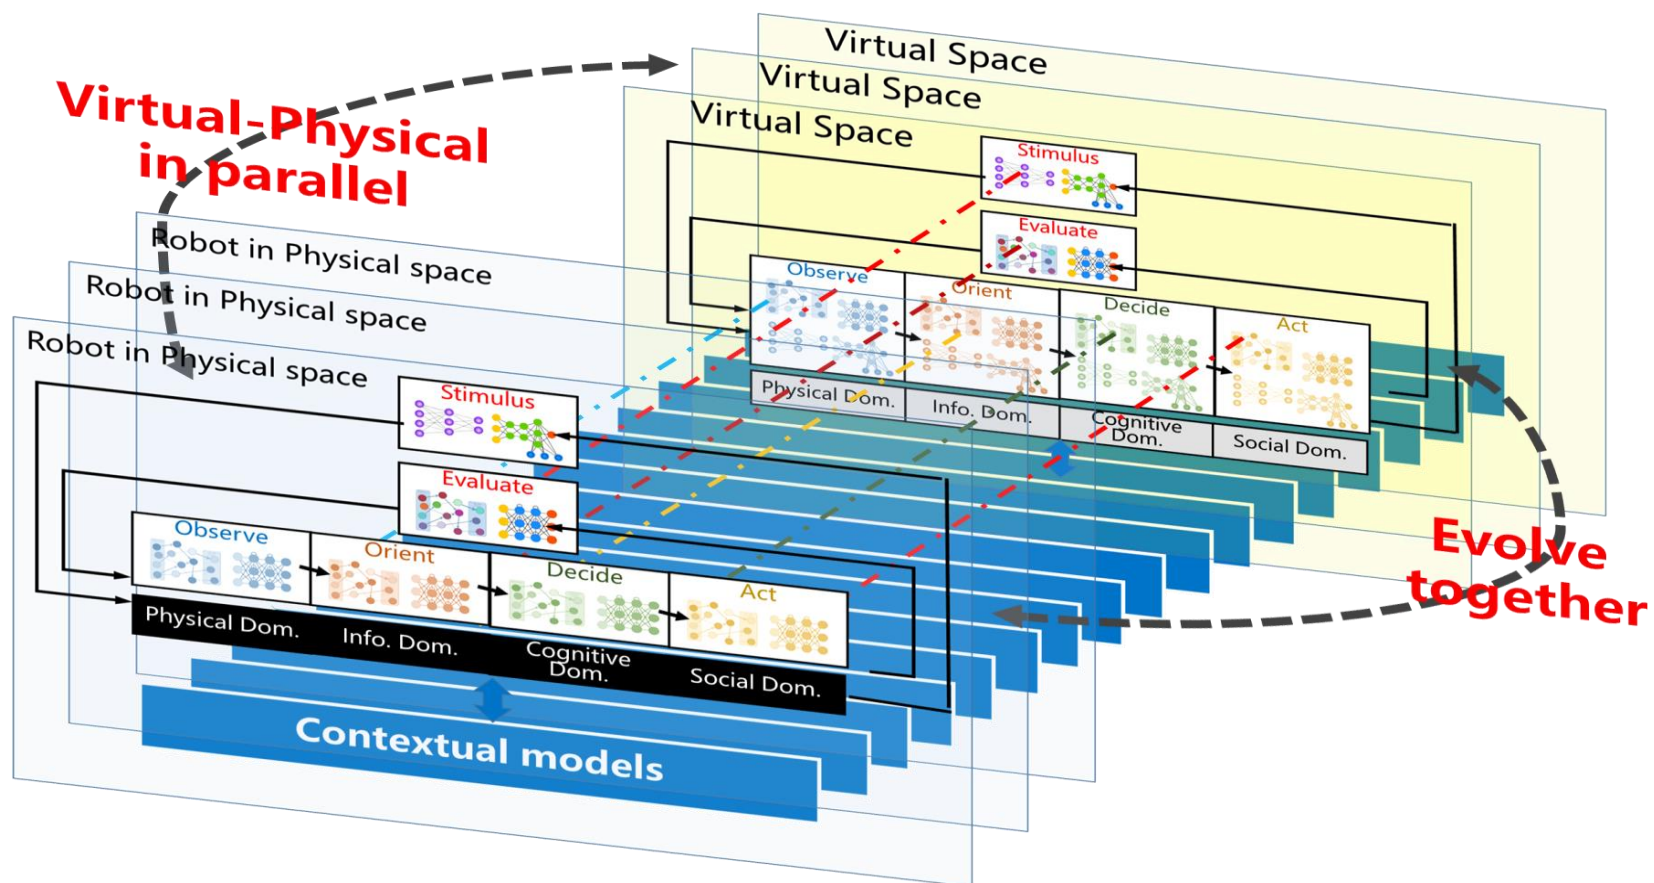 Virtual Space
Virtual Space
Virtual Space
Virtual-Physical
in parallel
Stimulus
Evaluate
Observe
Orient
Decide
Act
Physical Dom.
Info. Dom.
Cognitive
Dom.
Social Dom.
Robot in Physical space
Robot in Physical space
Robot in Physical space
Stimulus
Evaluate
Observe
Orient
Decide
Act
Physical Dom.
Info. Dom.
Cognitive
Dom.
Social Dom.
Contextual models
Evolve
together